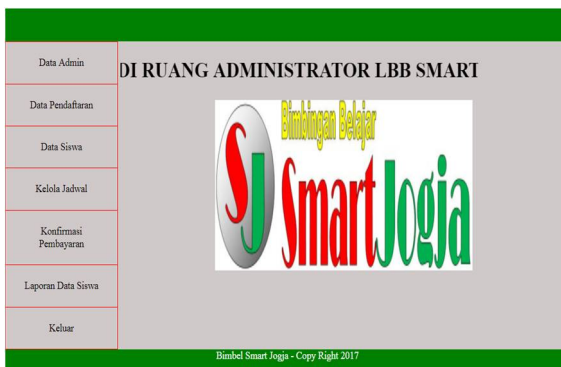 DI RUANG ADMINISTRATOR LBB SMART
Data Admin
Data Pendaftaran
Data Siswa
Kelola Jadwal
Konfirmasi
Pembayaran
Laporan Data Siswa
Keluar
Bimbingan Belajar
SJ SmartJogja
Bimbel Smart Jogja - Copy Right 2017